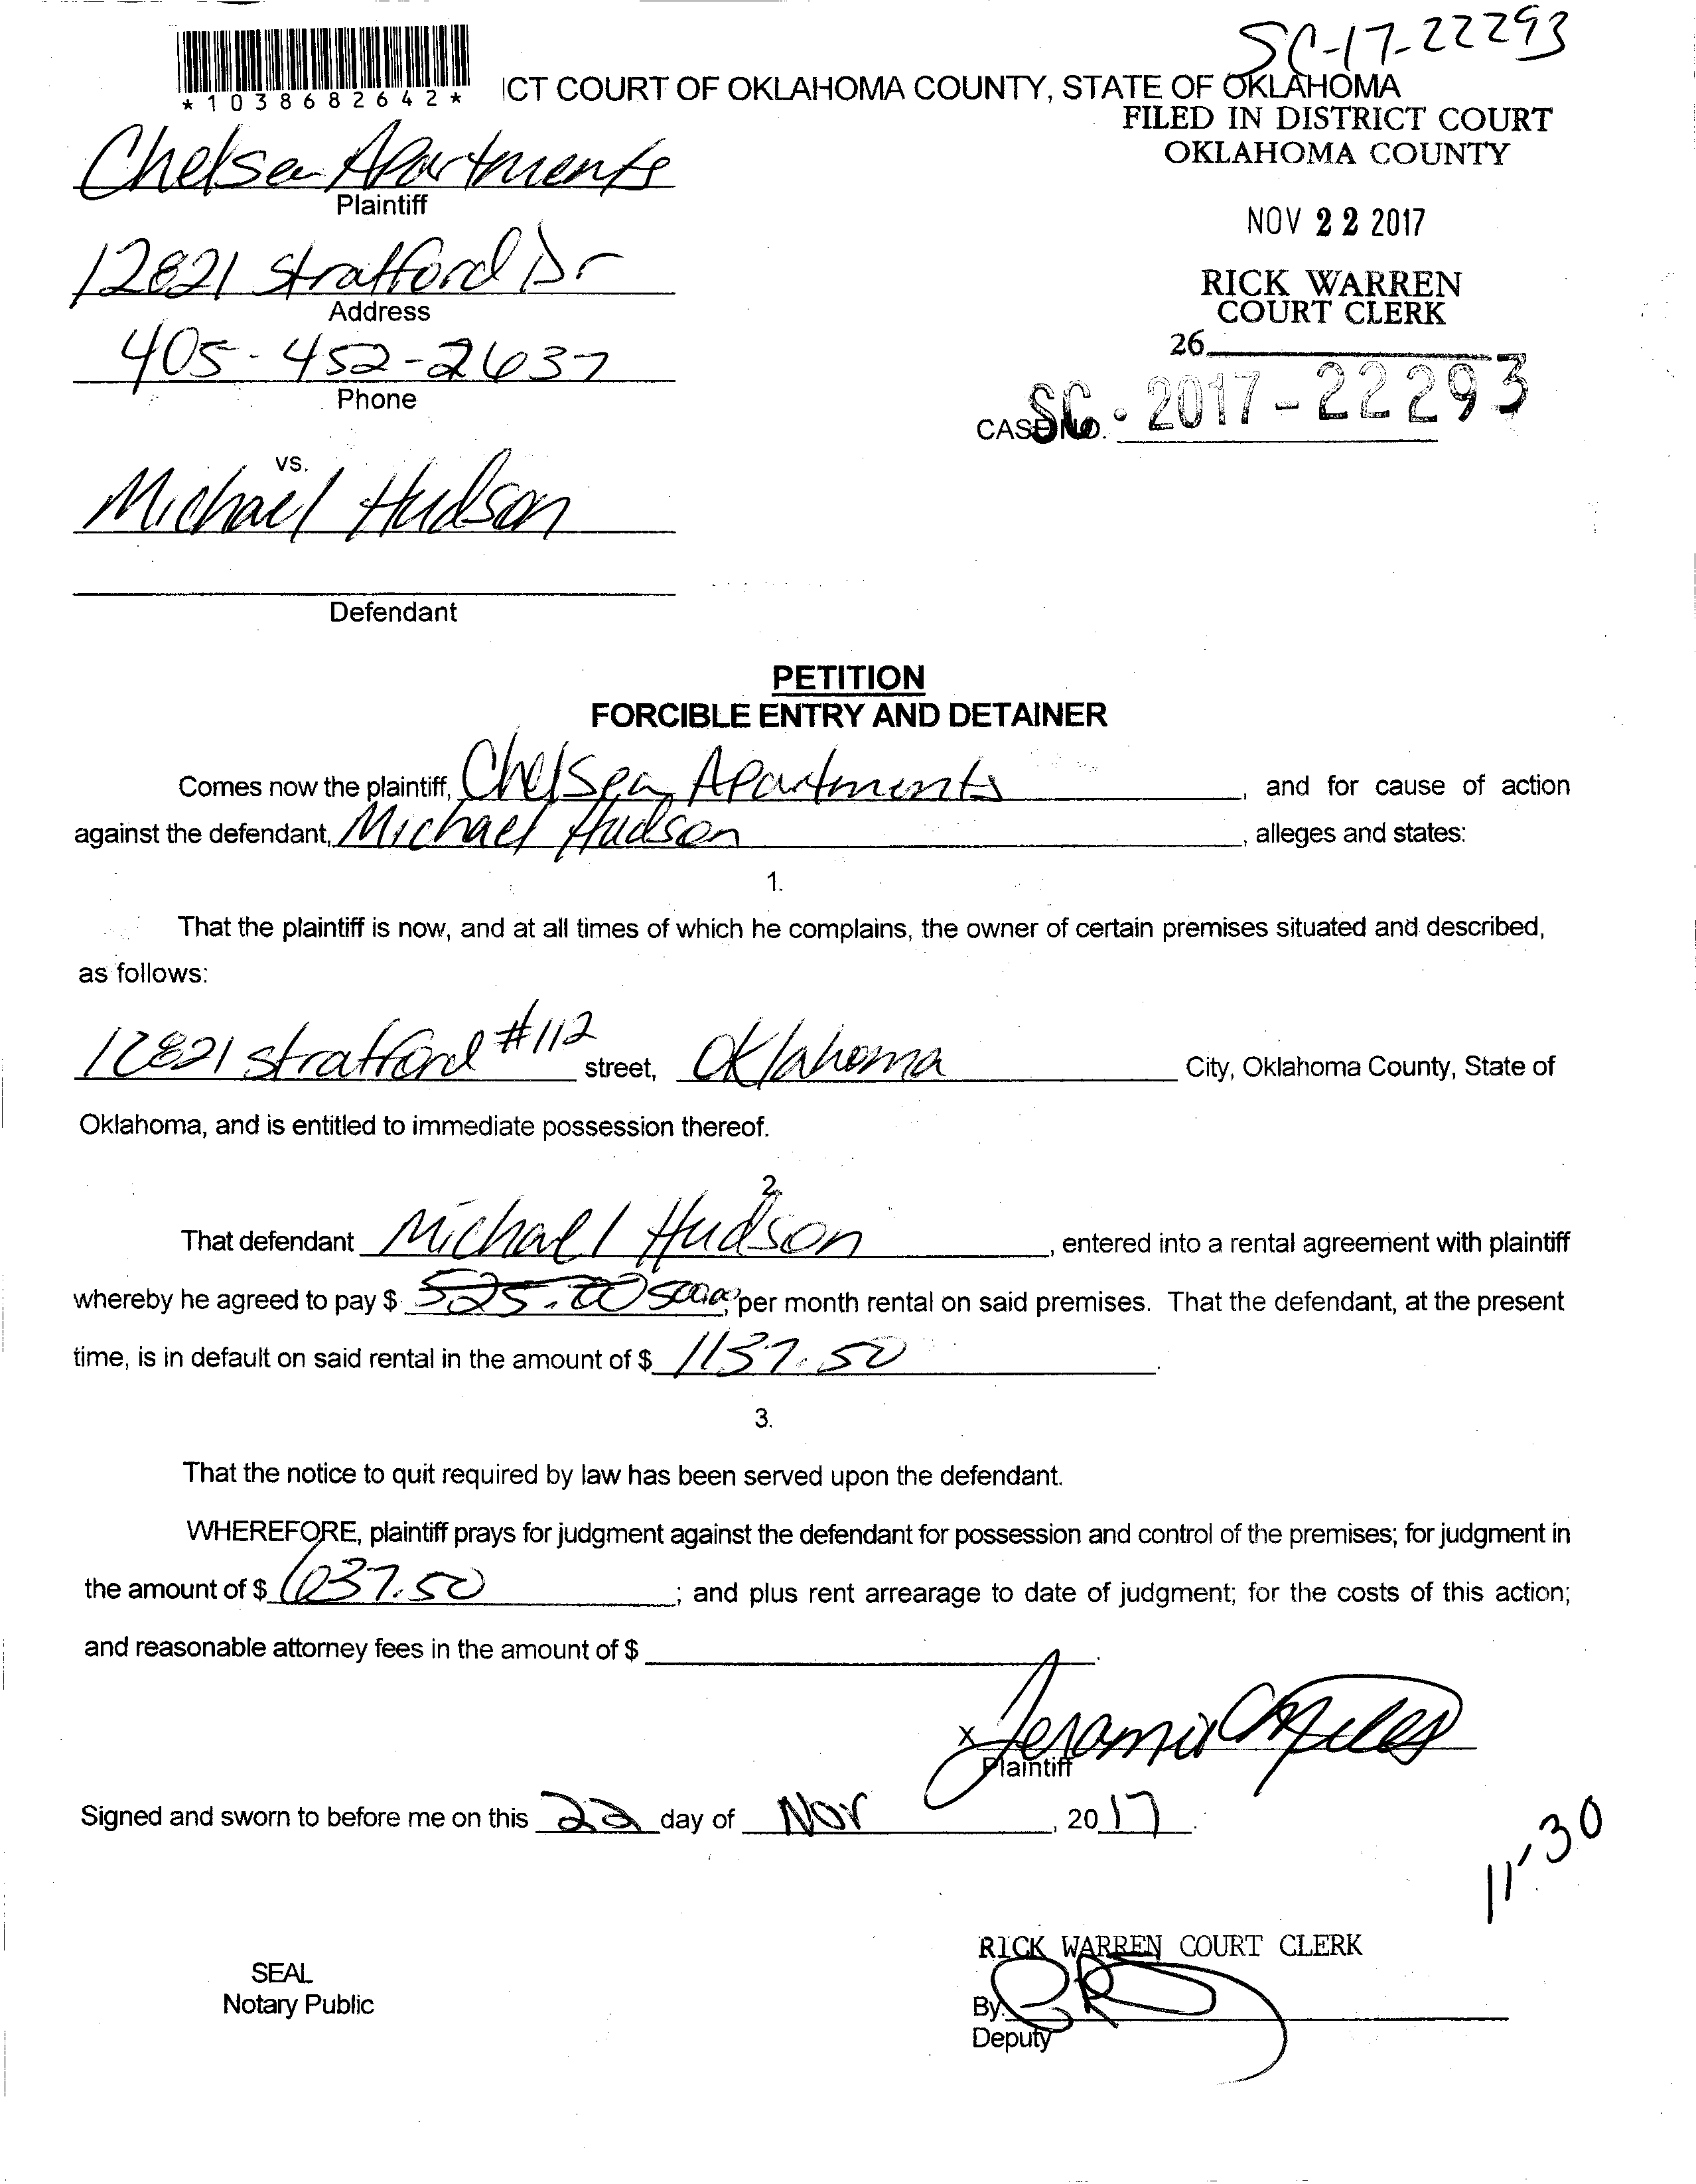 SC-17-22293
*1038682642*
ICT COURT OF OKLAHOMA COUNTY, STATE OF OKLAHOMA
FILED IN DISTRICT COURT
OKLAHOMA COUNTY
Chelsea Apartments
Plaintiff
NOV 22 2017
12821 Stratford Dr
Address
RICK WARREN
COURT CLERK
405-452-2637
Phone
26
CASE NO. SC-2017-22293
vs.
Michael Hudson
Defendant
PETITION
FORCIBLE ENTRY AND DETAINER
Comes now the plaintiff, Chelsea Apartments, and for cause of action
against the defendant, Michael Hudson, alleges and states:
1.
That the plaintiff is now, and at all times of which he complains, the owner of certain premises situated and described,
as follows:
12821 Stratford #112 street, Oklahoma City, Oklahoma County, State of
Oklahoma, and is entitled to immediate possession thereof.
2.
That defendant Michael Hudson, entered into a rental agreement with plaintiff
whereby he agreed to pay $ 525.00 500.00 per month rental on said premises. That the defendant, at the present
time, is in default on said rental in the amount of $ 1137.50.
3.
That the notice to quit required by law has been served upon the defendant.
WHEREFORE, plaintiff prays for judgment against the defendant for possession and control of the premises; for judgment in
the amount of $ 637.50; and plus rent arrearage to date of judgment; for the costs of this action;
and reasonable attorney fees in the amount of $
x
Plaintiff
Signed and sworn to before me on this 22 day of Nov, 2017.
11-30
RICK WARREN COURT CLERK
SEAL
Notary Public
By:
Deputy